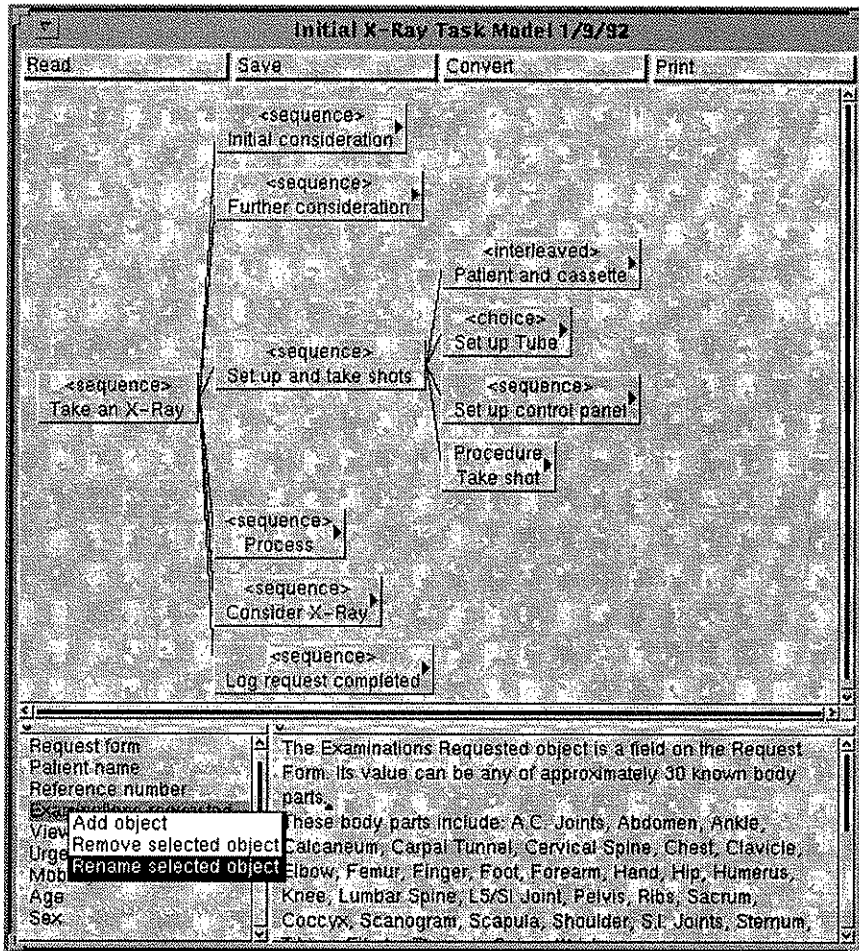 Initial X-Ray Task Model 1/9/92
Read Save Convert Print
<sequence>
Initial consideration
<sequence>
Further consideration
<interleaved>
Patient and cassette
<choice>
Set up Tube
<sequence>
Set up and take shots
<sequence>
Take an X-Ray
<sequence>
Set up control panel
Procedure
Take shot
<sequence>
Process
<sequence>
Consider X-Ray
<sequence>
Log request completed
Request form
Patient name
Reference number
Examinations requested
View
Urge
Mob
Age
Sex
Add object
Remove selected object
Rename selected object
The Examinations Requested object is a field on the Request
Form. Its value can be any of approximately 30 known body
parts.
These body parts include: A.C. Joints, Abdomen, Ankle,
Calcaneum, Carpal Tunnel, Cervical Spine, Chest, Clavicle,
Elbow, Femur, Finger, Foot, Forearm, Hand, Hip, Humerus,
Knee, Lumbar Spine, L5/SI Joint, Pelvis, Ribs, Sacrum,
Coccyx, Scanogram, Scapula, Shoulder, S.I. Joints, Sternum,